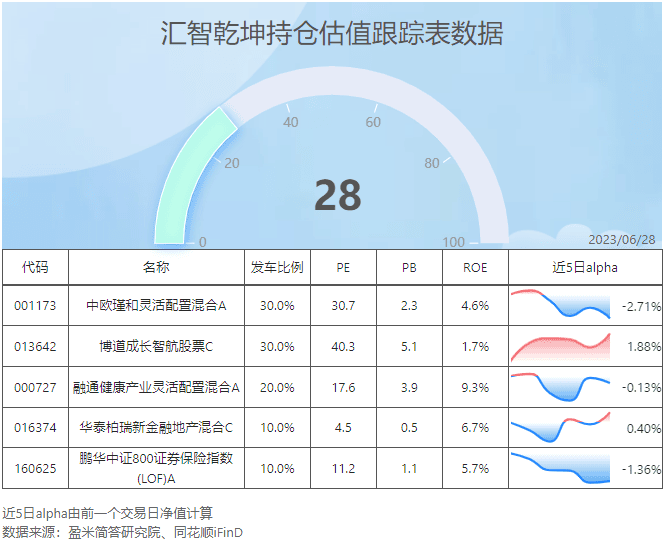 汇智乾坤持仓估值跟踪表数据
40
60
20
80
28
0
100
2023/06/28
代码 名称 发车比例 PE PB ROE 近5日alpha
001173 中欧瑾和灵活配置混合A 30.0% 30.7 2.3 4.6% -2.71%
013642 博道成长智航股票C 30.0% 40.3 5.1 1.7% 1.88%
000727 融通健康产业灵活配置混合A 20.0% 17.6 3.9 9.3% -0.13%
016374 华泰柏瑞新金融地产混合C 10.0% 4.5 0.5 6.7% 0.40%
160625 鹏华中证800证券保险指数(LOF)A 10.0% 11.2 1.1 5.7% -1.36%
近5日alpha由前一个交易日净值计算
数据来源：盈米简答研究院、同花顺iFinD